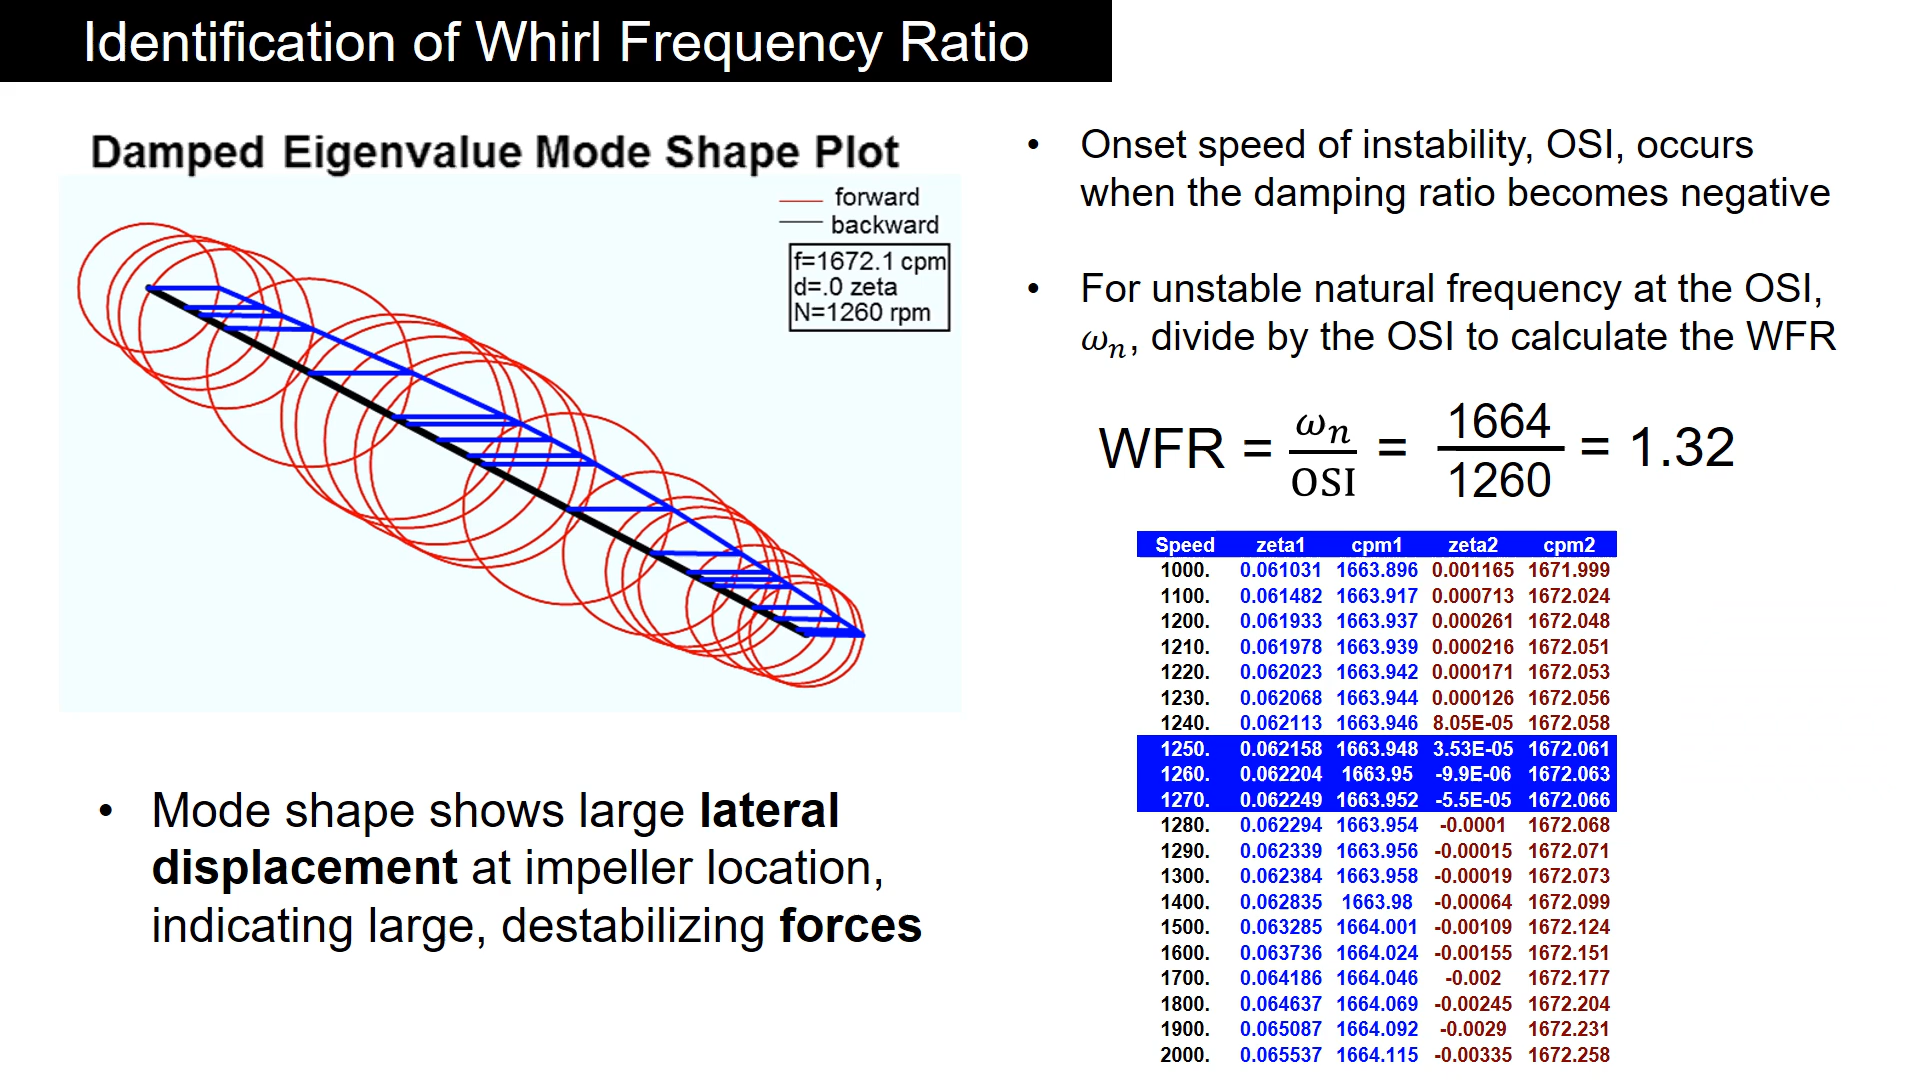 Identification of Whirl Frequency Ratio
Damped Eigenvalue Mode Shape Plot
forward
backward
f=1672.1 cpm
d=.0 zeta
N=1260 rpm
• Mode shape shows large lateral
displacement at impeller location,
indicating large, destabilizing forces
• Onset speed of instability, OSI, occurs
when the damping ratio becomes negative
• For unstable natural frequency at the OSI,
ωn, divide by the OSI to calculate the WFR
WFR = ωn/OSI = 1664/1260 = 1.32
Speed zeta1 cpm1 zeta2 cpm2
1000. 0.061031 1663.896 0.001165 1671.999
1100. 0.061482 1663.917 0.000713 1672.024
1200. 0.061933 1663.937 0.000261 1672.048
1210. 0.061978 1663.939 0.000216 1672.051
1220. 0.062023 1663.942 0.000171 1672.053
1230. 0.062068 1663.944 0.000126 1672.056
1240. 0.062113 1663.946 8.05E-05 1672.058
1250. 0.062158 1663.948 3.53E-05 1672.061
1260. 0.062204 1663.95 -9.9E-06 1672.063
1270. 0.062249 1663.952 -5.5E-05 1672.066
1280. 0.062294 1663.954 -0.0001 1672.068
1290. 0.062339 1663.956 -0.00015 1672.071
1300. 0.062384 1663.958 -0.00019 1672.073
1400. 0.062835 1663.98 -0.00064 1672.099
1500. 0.063285 1664.001 -0.00109 1672.124
1600. 0.063736 1664.024 -0.00155 1672.151
1700. 0.064186 1664.046 -0.002 1672.177
1800. 0.064637 1664.069 -0.00245 1672.204
1900. 0.065087 1664.092 -0.0029 1672.231
2000. 0.065537 1664.115 -0.00335 1672.258